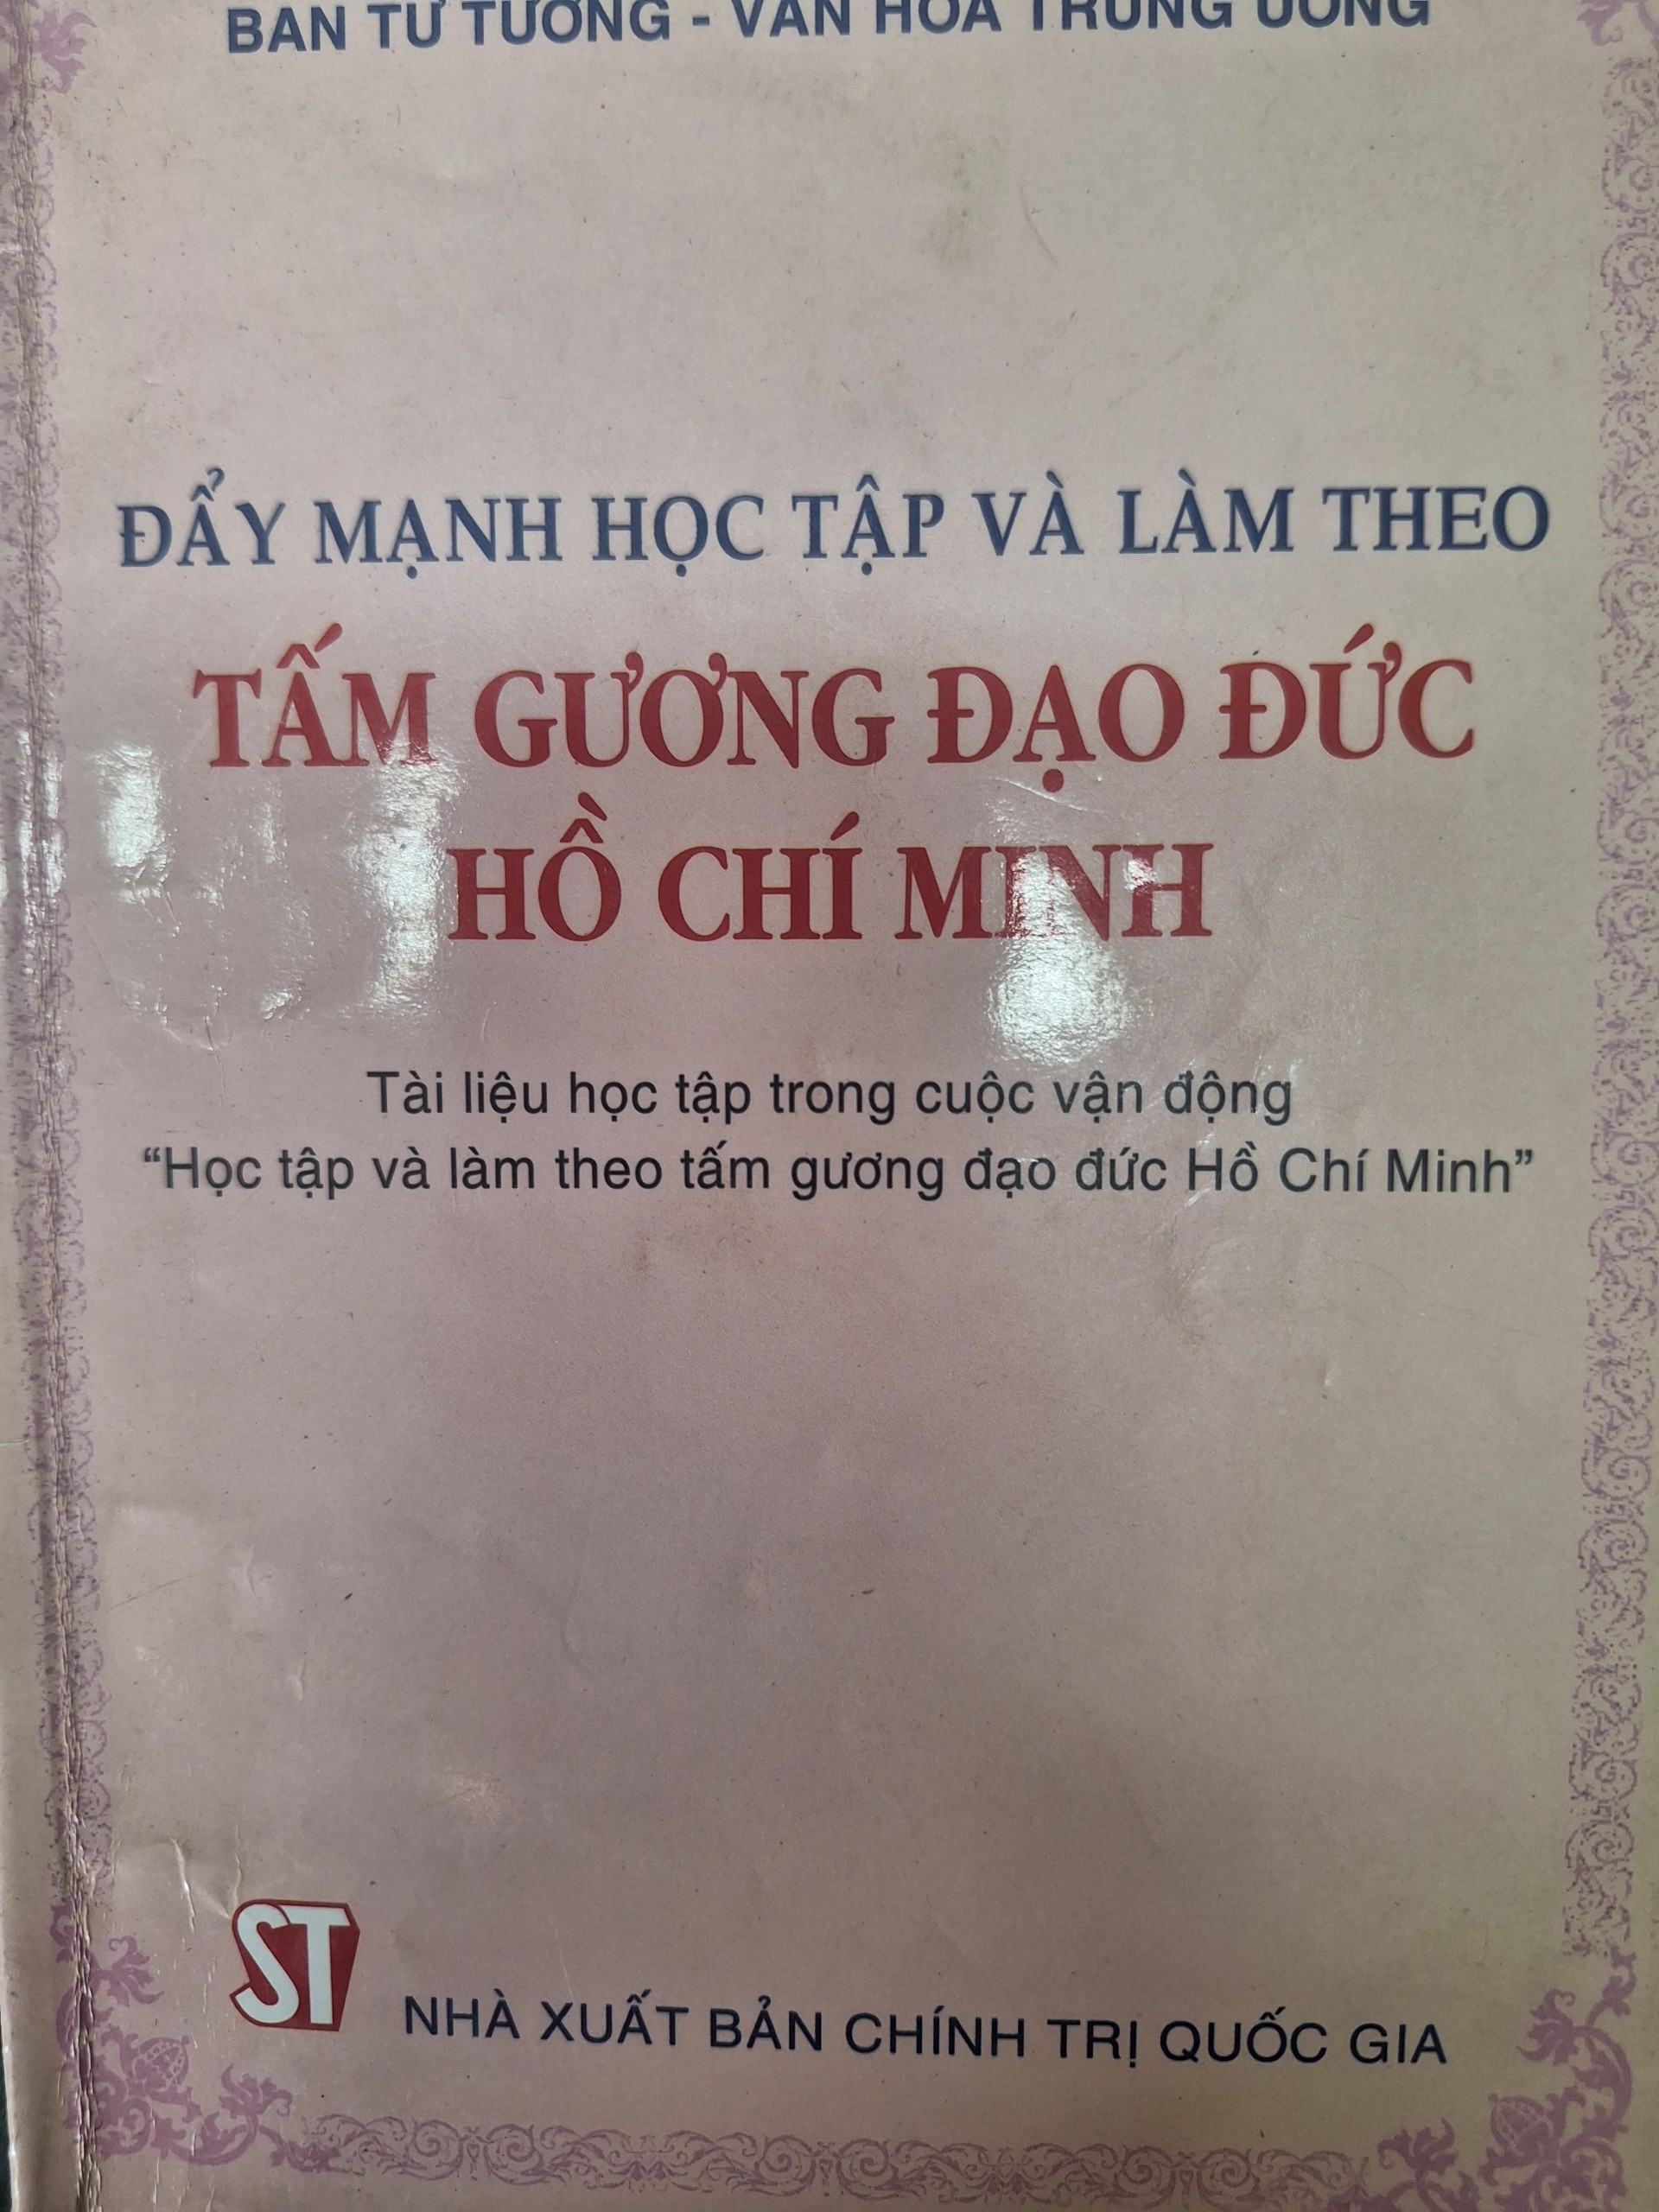 BAN TƯ TƯỞNG - VĂN HÓA TRUNG ƯƠNG
ĐẨY MẠNH HỌC TẬP VÀ LÀM THEO
TẤM GƯƠNG ĐẠO ĐỨC
HỒ CHÍ MINH
Tài liệu học tập trong cuộc vận động
“Học tập và làm theo tấm gương đạo đức Hồ Chí Minh”
ST
NHÀ XUẤT BẢN CHÍNH TRỊ QUỐC GIA